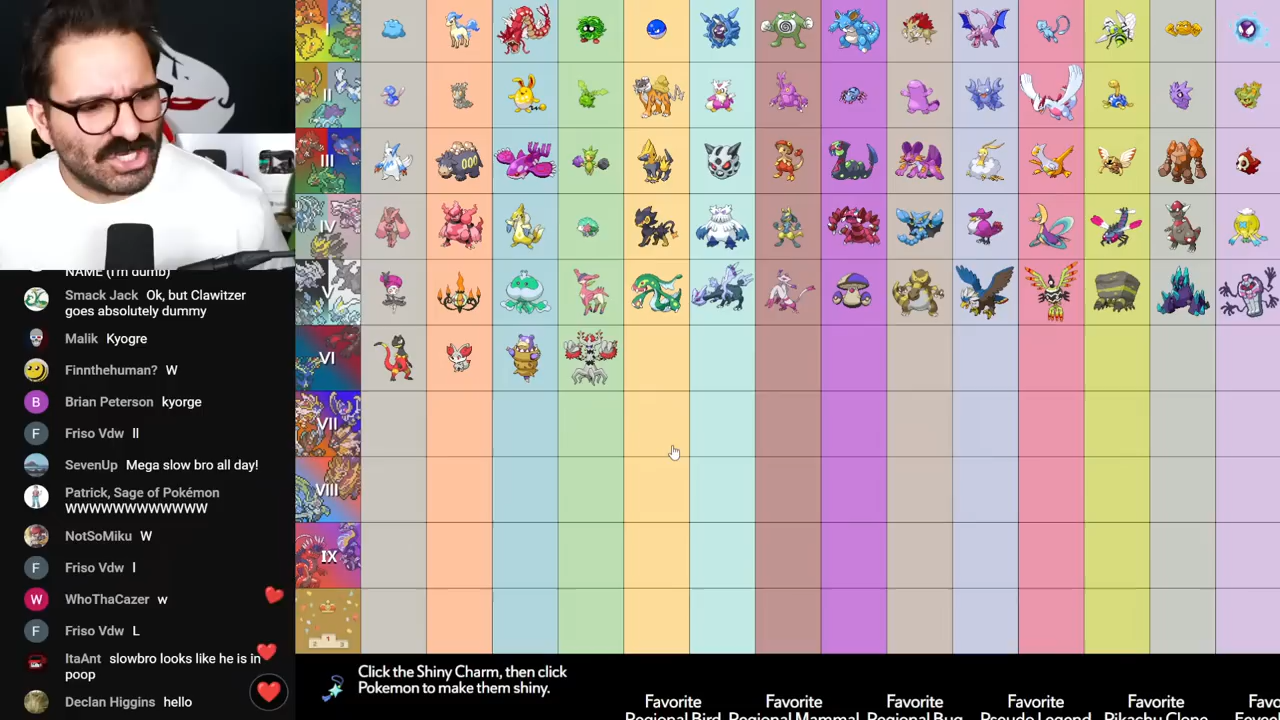 I
II
III
IV
V
VI
VII
VIII
IX
NAME (I'm dumb)
Smack Jack Ok, but Clawitzer
goes absolutely dummy
Malik Kyogre
Finnthehuman? W
Brian Peterson kyorge
Friso Vdw ll
SevenUp Mega slow bro all day!
Patrick, Sage of Pokémon
WWWWWWWWWWWW
NotSoMiku W
Friso Vdw l
WhoThaCazer w
Friso Vdw L
ItaAnt slowbro looks like he is in
poop
Declan Higgins hello
Click the Shiny Charm, then click
Pokemon to make them shiny.
Favorite
Regional Bird
Favorite
Regional Mammal
Favorite
Regional Bug
Favorite
Pseudo Legend
Favorite
Pikachu Clone